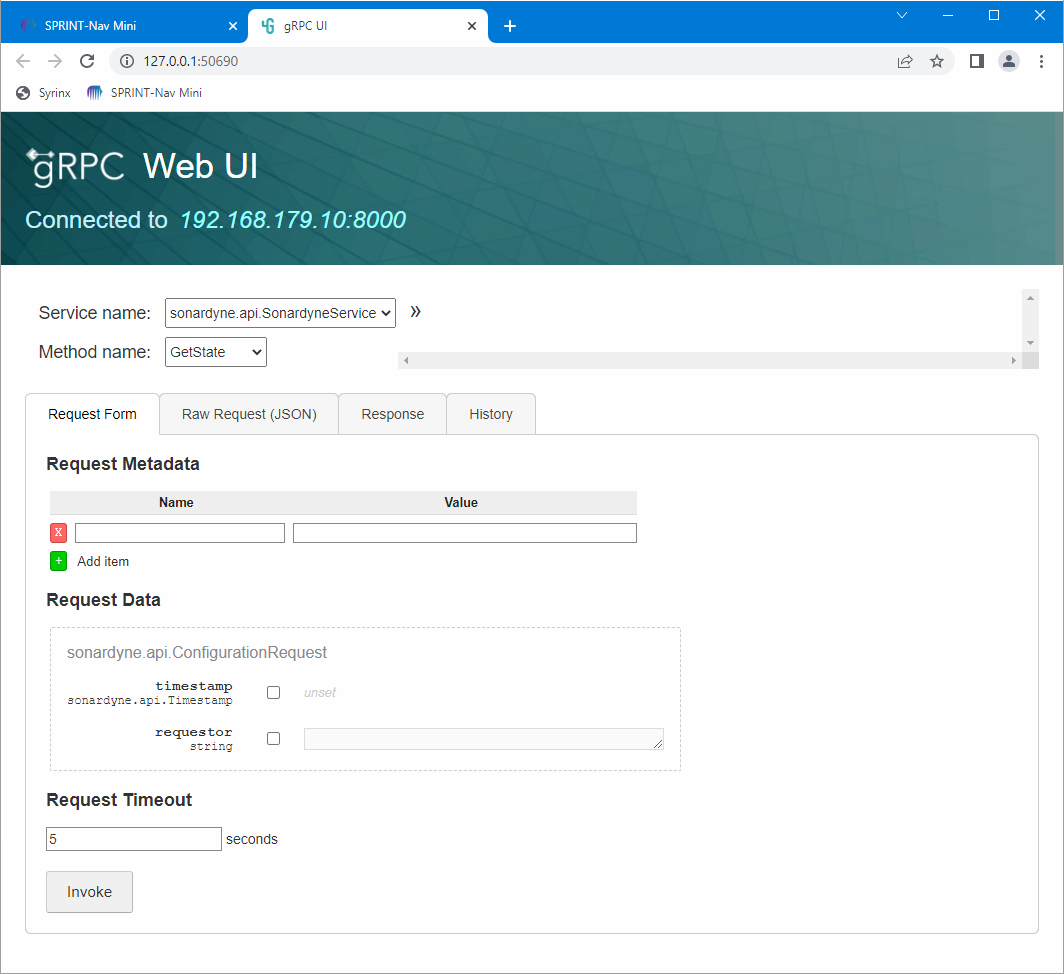 SPRINT-Nav Mini
gRPC UI
127.0.0.1:50690
Syrinx SPRINT-Nav Mini
gRPC Web UI
Connected to 192.168.179.10:8000
Service name: sonardyne.api.SonardyneService »
Method name: GetState
Request Form Raw Request (JSON) Response History
Request Metadata
Name Value
X
+ Add item
Request Data
sonardyne.api.ConfigurationRequest
timestamp
sonardyne.api.Timestamp
unset
requestor
string
Request Timeout
5 seconds
Invoke